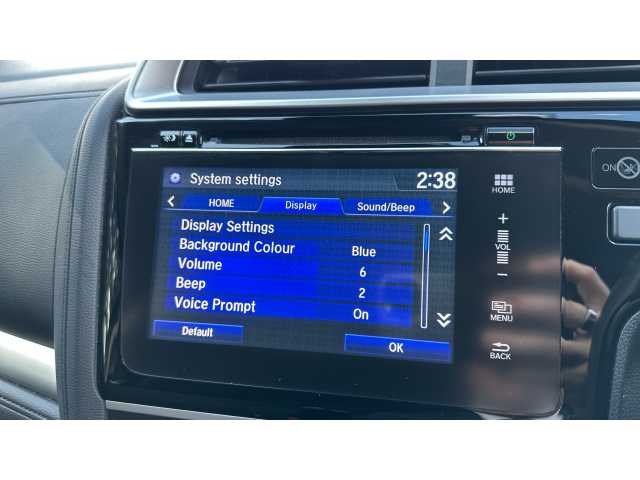 System settings 2:38
HOME Display Sound/Beep
Display Settings
Background Colour Blue
Volume 6
Beep 2
Voice Prompt On
Default OK
HOME
+
VOL
−
MENU
BACK
ON